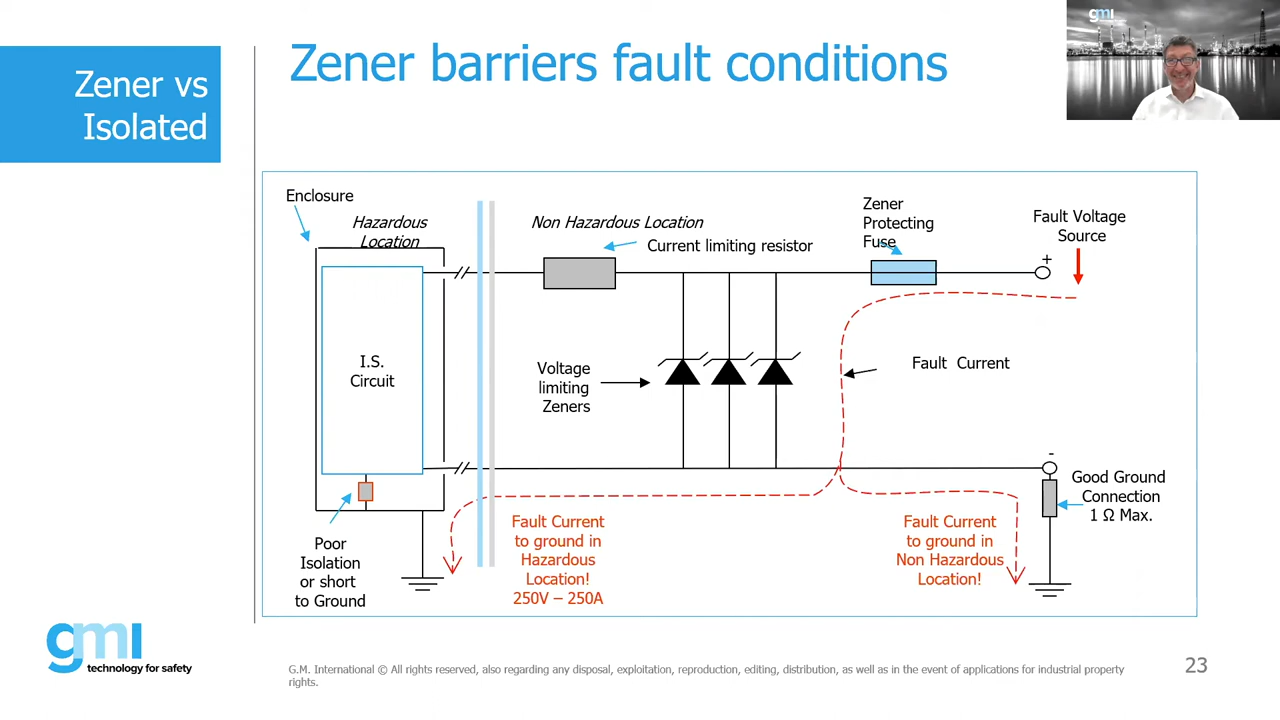 Zener vs
Isolated
Zener barriers fault conditions
gmi
Enclosure
Hazardous
Location
Non Hazardous Location
Current limiting resistor
Zener
Protecting
Fuse
Fault Voltage
Source
+
I.S.
Circuit
Voltage
limiting
Zeners
Fault Current
-
Good Ground
Connection
1 Ω Max.
Poor
Isolation
or short
to Ground
Fault Current
to ground in
Hazardous
Location!
250V – 250A
Fault Current
to ground in
Non Hazardous
Location!
gmi
technology for safety
G.M. International © All rights reserved, also regarding any disposal, exploitation, reproduction, editing, distribution, as well as in the event of applications for industrial property
rights.
23